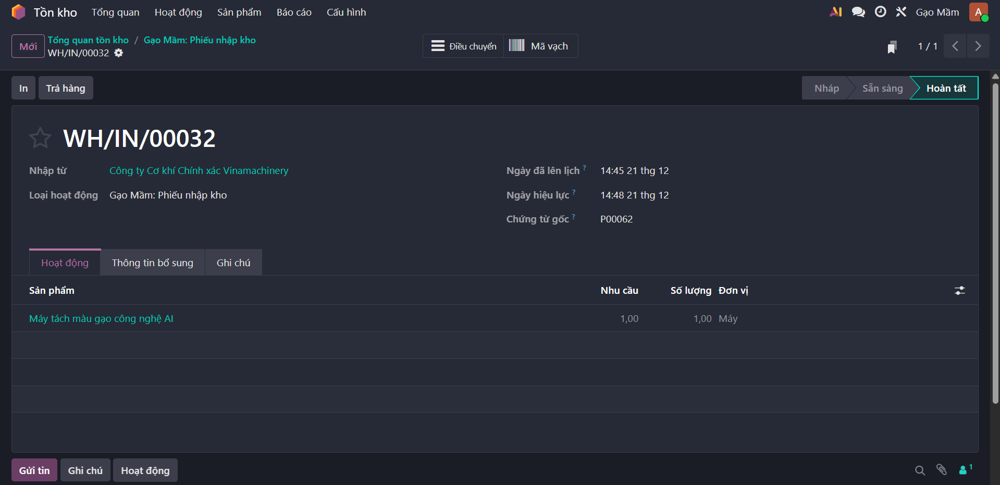 Tồn kho Tổng quan Hoạt động Sản phẩm Báo cáo Cấu hình AI Gạo Mầm A
Mới Tổng quan tồn kho / Gạo Mầm: Phiếu nhập kho
WH/IN/00032
Điều chuyển Mã vạch 1 / 1
In Trả hàng Nháp Sẵn sàng Hoàn tất
WH/IN/00032
Nhập từ Công ty Cơ khí Chính xác Vinamachinery Ngày đã lên lịch ? 14:45 21 thg 12
Loại hoạt động Gạo Mầm: Phiếu nhập kho Ngày hiệu lực ? 14:48 21 thg 12
Chứng từ gốc ? P00062
Hoạt động Thông tin bổ sung Ghi chú
Sản phẩm Nhu cầu Số lượng Đơn vị
Máy tách màu gạo công nghệ AI 1,00 1,00 Máy
Gửi tin Ghi chú Hoạt động 1